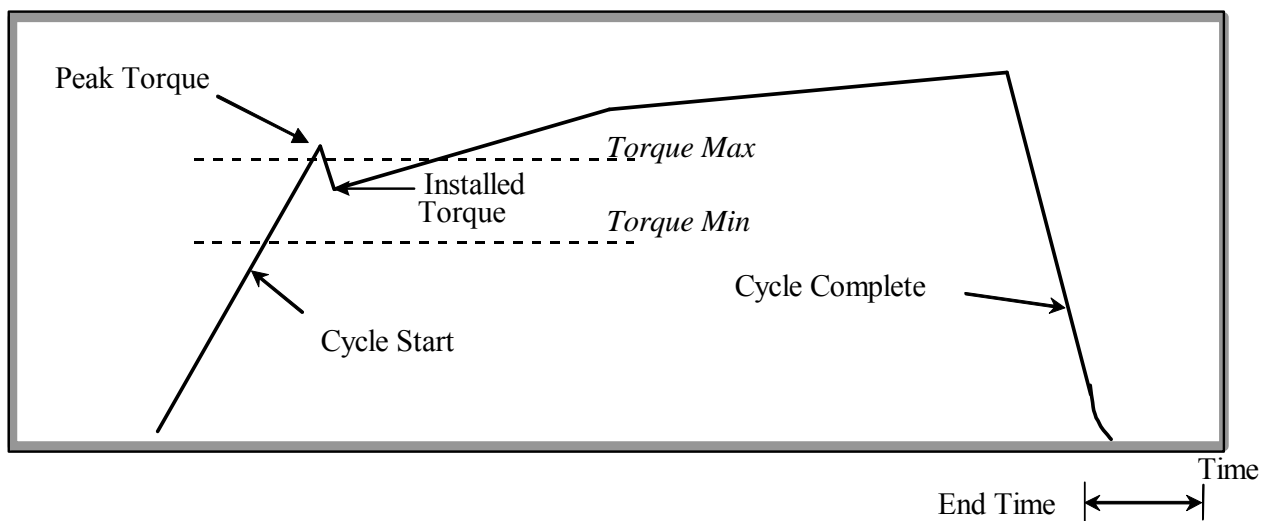 Peak Torque
Torque Max
Installed
Torque
Torque Min
Cycle Complete
Cycle Start
Time
End Time